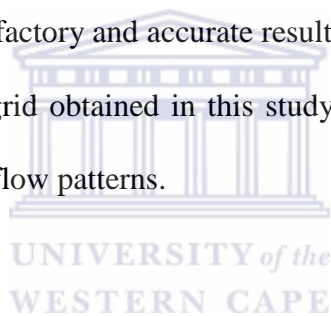 factory and accurate result
grid obtained in this study
flow patterns.
UNIVERSITY of the
WESTERN CAPE